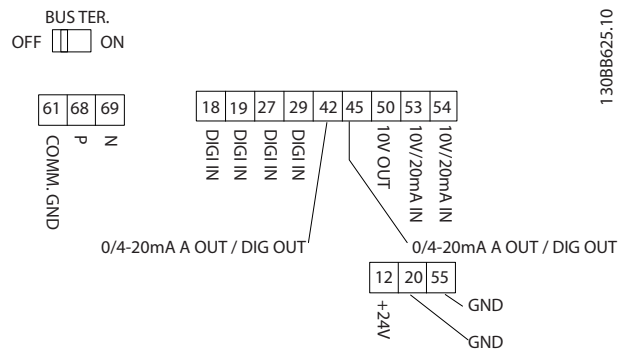 BUS TER.
OFF ON
130BB625.10
61 68 69
COMM. GND
P
N
18 19 27 29 42 45 50 53 54
DIGI IN
DIGI IN
DIGI IN
DIGI IN
10V OUT
10V/20mA IN
10V/20mA IN
0/4-20mA A OUT / DIG OUT
0/4-20mA A OUT / DIG OUT
12 20 55
+24V
GND
GND